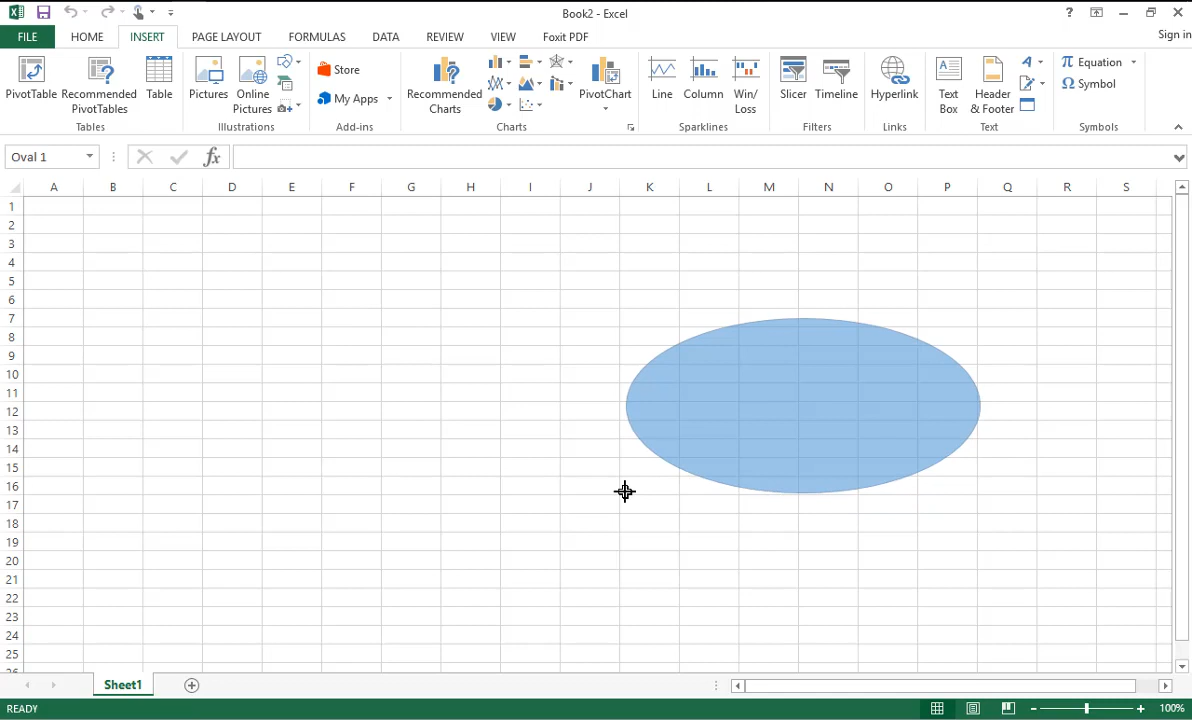 Book2 - Excel
?
Sign in
FILE HOME INSERT PAGE LAYOUT FORMULAS DATA REVIEW VIEW Foxit PDF
PivotTable Recommended PivotTables Table
Tables
Pictures Online Pictures
Illustrations
Store
My Apps
Add-ins
Recommended Charts
PivotChart
Charts
Line Column Win/ Loss
Sparklines
Slicer Timeline
Filters
Hyperlink
Links
Text Box Header & Footer
Text
π Equation
Ω Symbol
Symbols
Oval 1
fx
A B C D E F G H I J K L M N O P Q R S
1
2
3
4
5
6
7
8
9
10
11
12
13
14
15
16
17
18
19
20
21
22
23
24
25
26
Sheet1
READY
100%